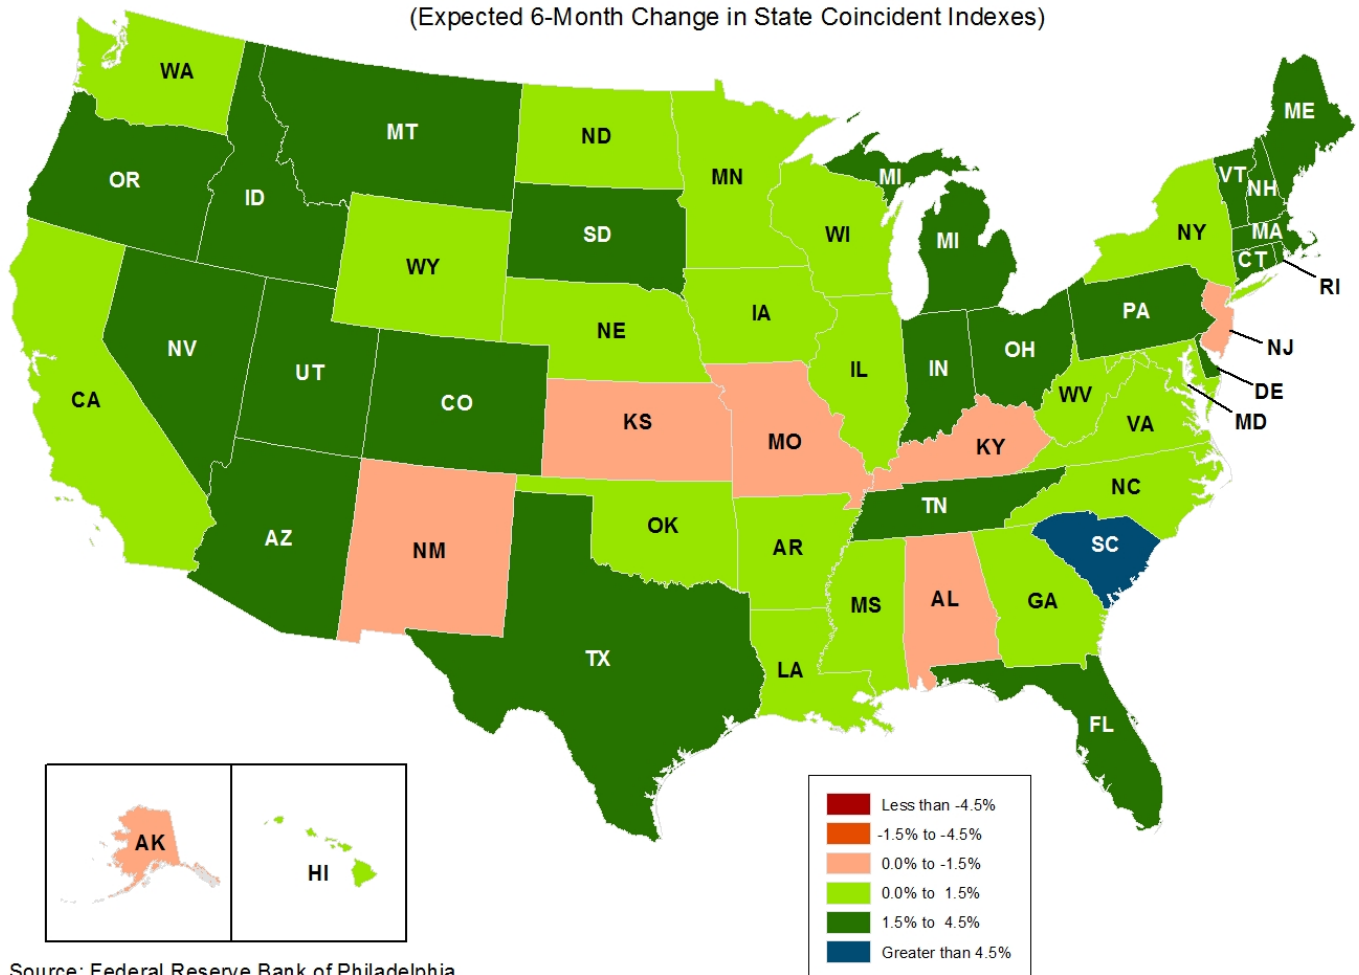 (Expected 6-Month Change in State Coincident Indexes)
WA
MT
ND
MN
ME
OR
ID
SD
WI
MI
MI
VT
NH
NY
MA
CT
RI
WY
NE
IA
PA
NJ
NV
UT
CO
IL
IN
OH
DE
CA
KS
MO
KY
WV
VA
MD
NC
AZ
NM
OK
AR
TN
SC
TX
LA
MS
AL
GA
FL
AK
HI
Less than -4.5%
-1.5% to -4.5%
0.0% to -1.5%
0.0% to 1.5%
1.5% to 4.5%
Greater than 4.5%
Source: Federal Reserve Bank of Philadelphia